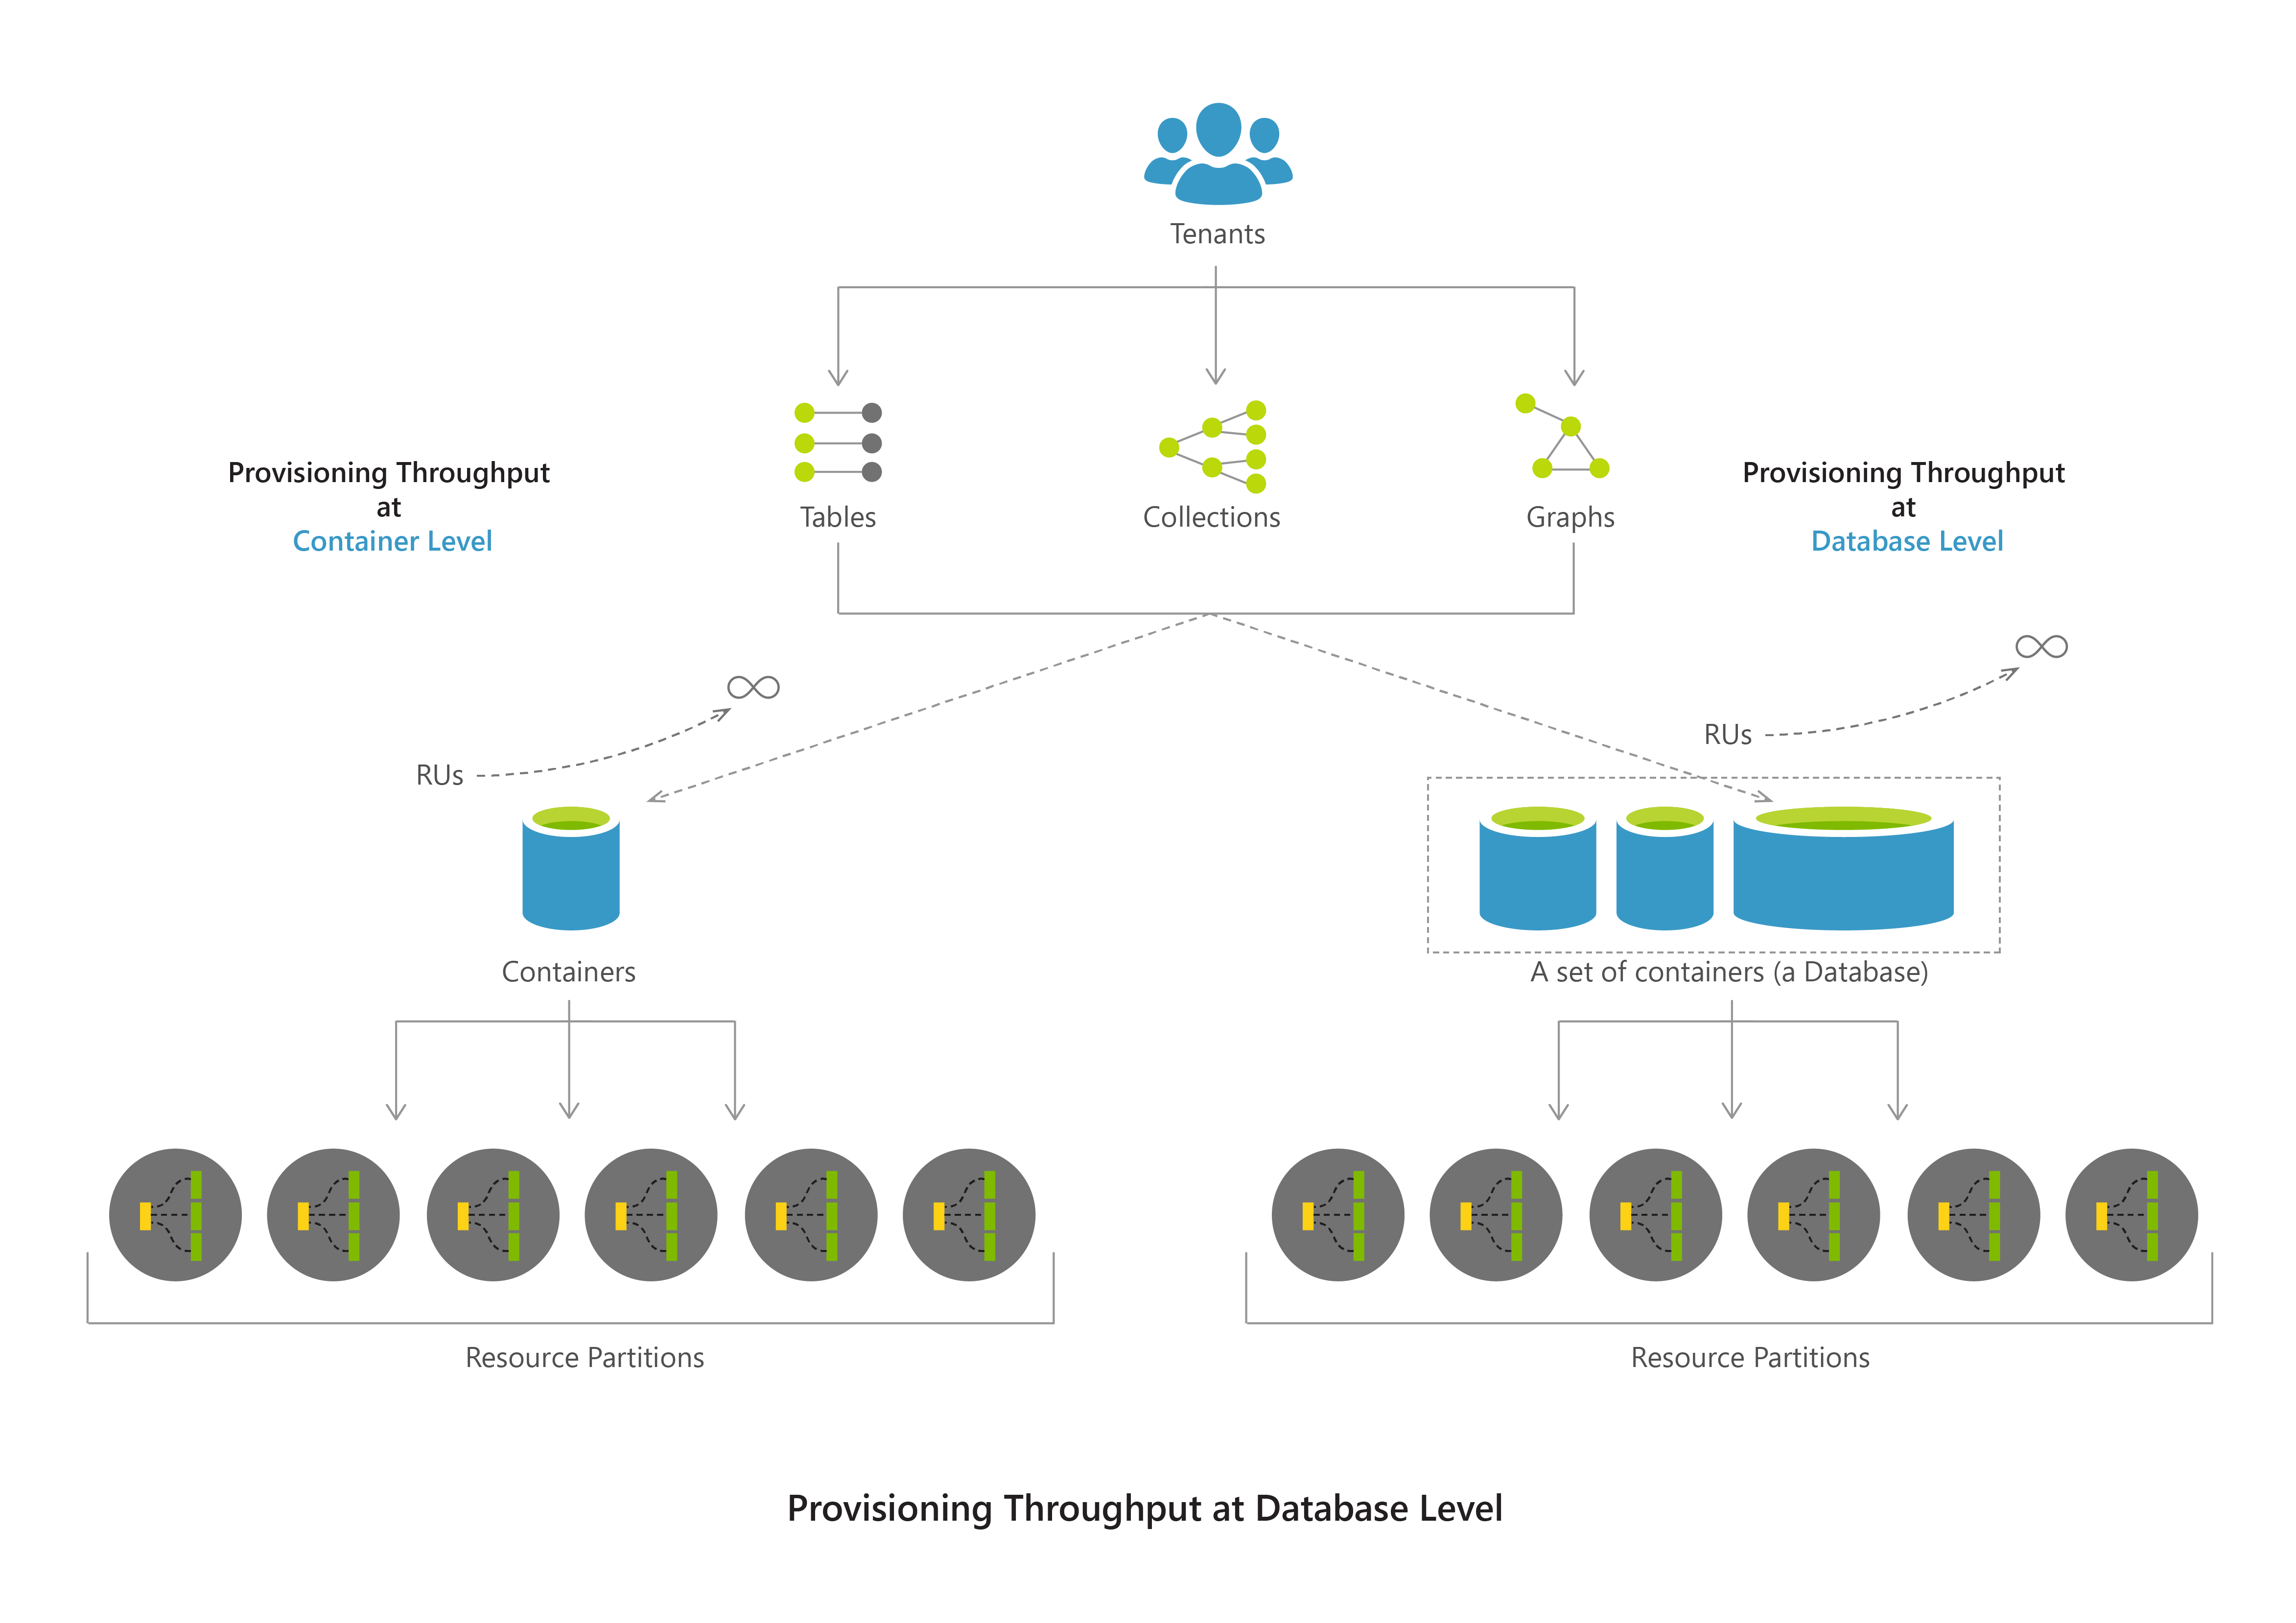 Tenants
Tables
Collections
Graphs
Provisioning Throughput
at
Container Level
Provisioning Throughput
at
Database Level
∞
RUs
∞
RUs
Containers
A set of containers (a Database)
Resource Partitions
Resource Partitions
Provisioning Throughput at Database Level